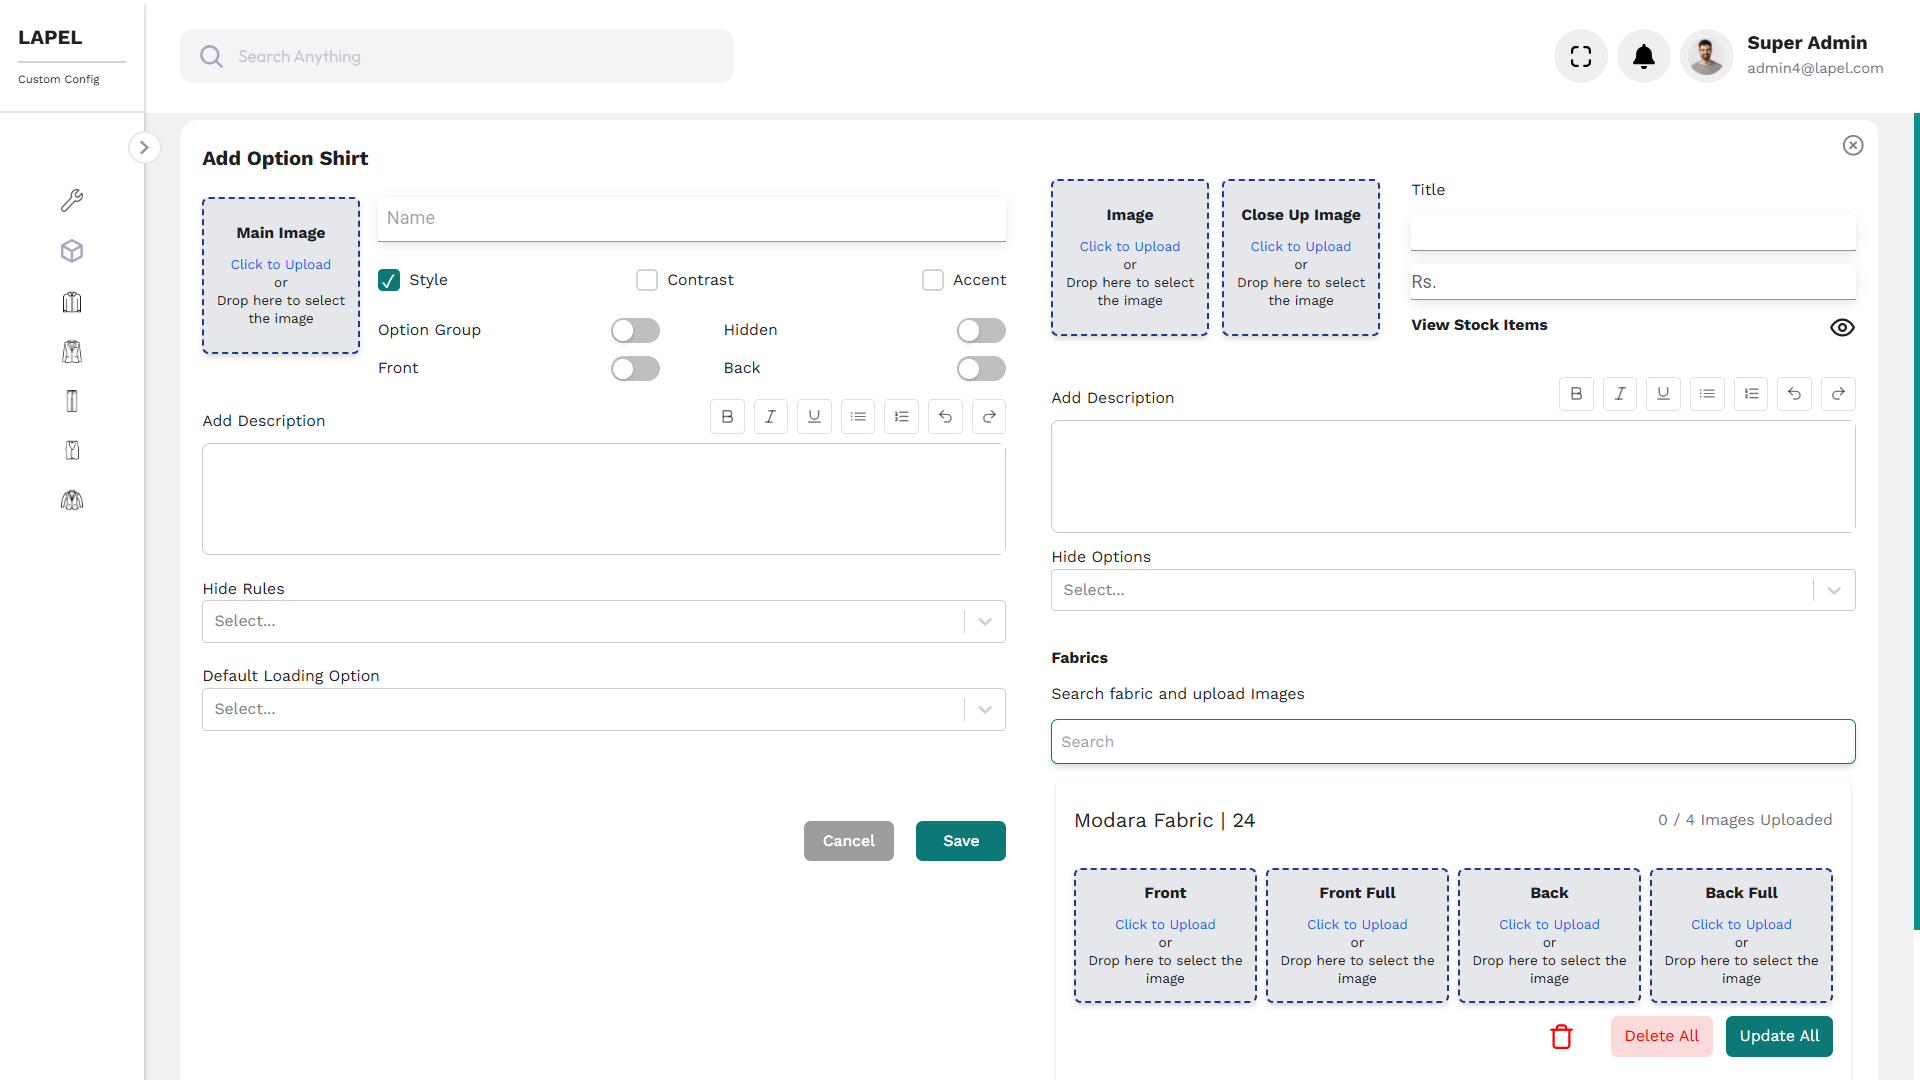 LAPEL
Custom Config
Search Anything
Super Admin
admin4@lapel.com
Add Option Shirt
Main Image
Click to Upload
or
Drop here to select
the image
Name
Style
Contrast
Accent
Option Group
Hidden
Front
Back
Add Description
B I U
Hide Rules
Select...
Default Loading Option
Select...
Cancel
Save
Image
Click to Upload
or
Drop here to select
the image
Close Up Image
Click to Upload
or
Drop here to select
the image
Title
Rs.
View Stock Items
Add Description
B I U
Hide Options
Select...
Fabrics
Search fabric and upload Images
Search
Modara Fabric | 24
0 / 4 Images Uploaded
Front
Click to Upload
or
Drop here to select the
image
Front Full
Click to Upload
or
Drop here to select the
image
Back
Click to Upload
or
Drop here to select the
image
Back Full
Click to Upload
or
Drop here to select the
image
Delete All
Update All